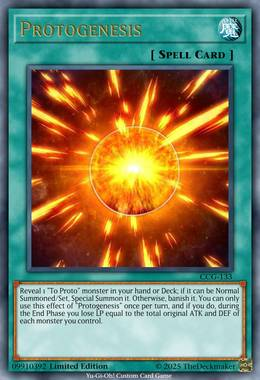 PROTOGENESIS
[ SPELL CARD ]
CCG-133
Reveal 1 "To Proto" monster in your hand or Deck; if it can be Normal
Summoned/Set, Special Summon it. Otherwise, banish it. You can only
use this effect of "Protogenesis" once per turn, and if you do, during
the End Phase you lose LP equal to the total original ATK and DEF of
each monster you control.
09910392 Limited Edition © 2025 TheDeckmaker
Yu-Gi-Oh! Custom Card Game